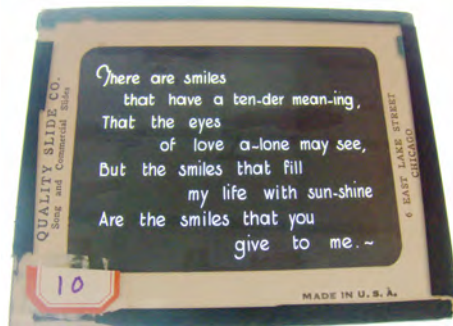 There are smiles
that have a ten-der mean-ing,
That the eyes
of love a-lone may see,
But the smiles that fill
my life with sun-shine
Are the smiles that you
give to me.~
QUALITY SLIDE CO.
Song and Commercial Slides
6 EAST LAKE STREET
CHICAGO
10
MADE IN U. S. A.